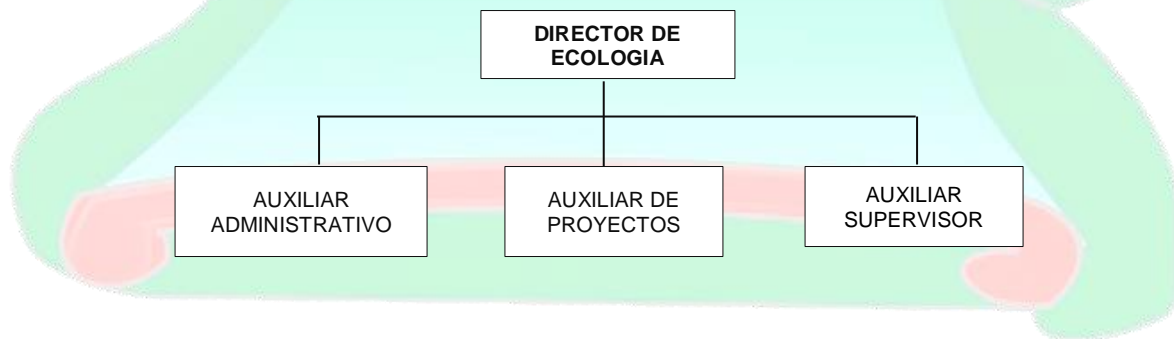 DIRECTOR DE
ECOLOGIA
AUXILIAR
ADMINISTRATIVO
AUXILIAR DE
PROYECTOS
AUXILIAR
SUPERVISOR